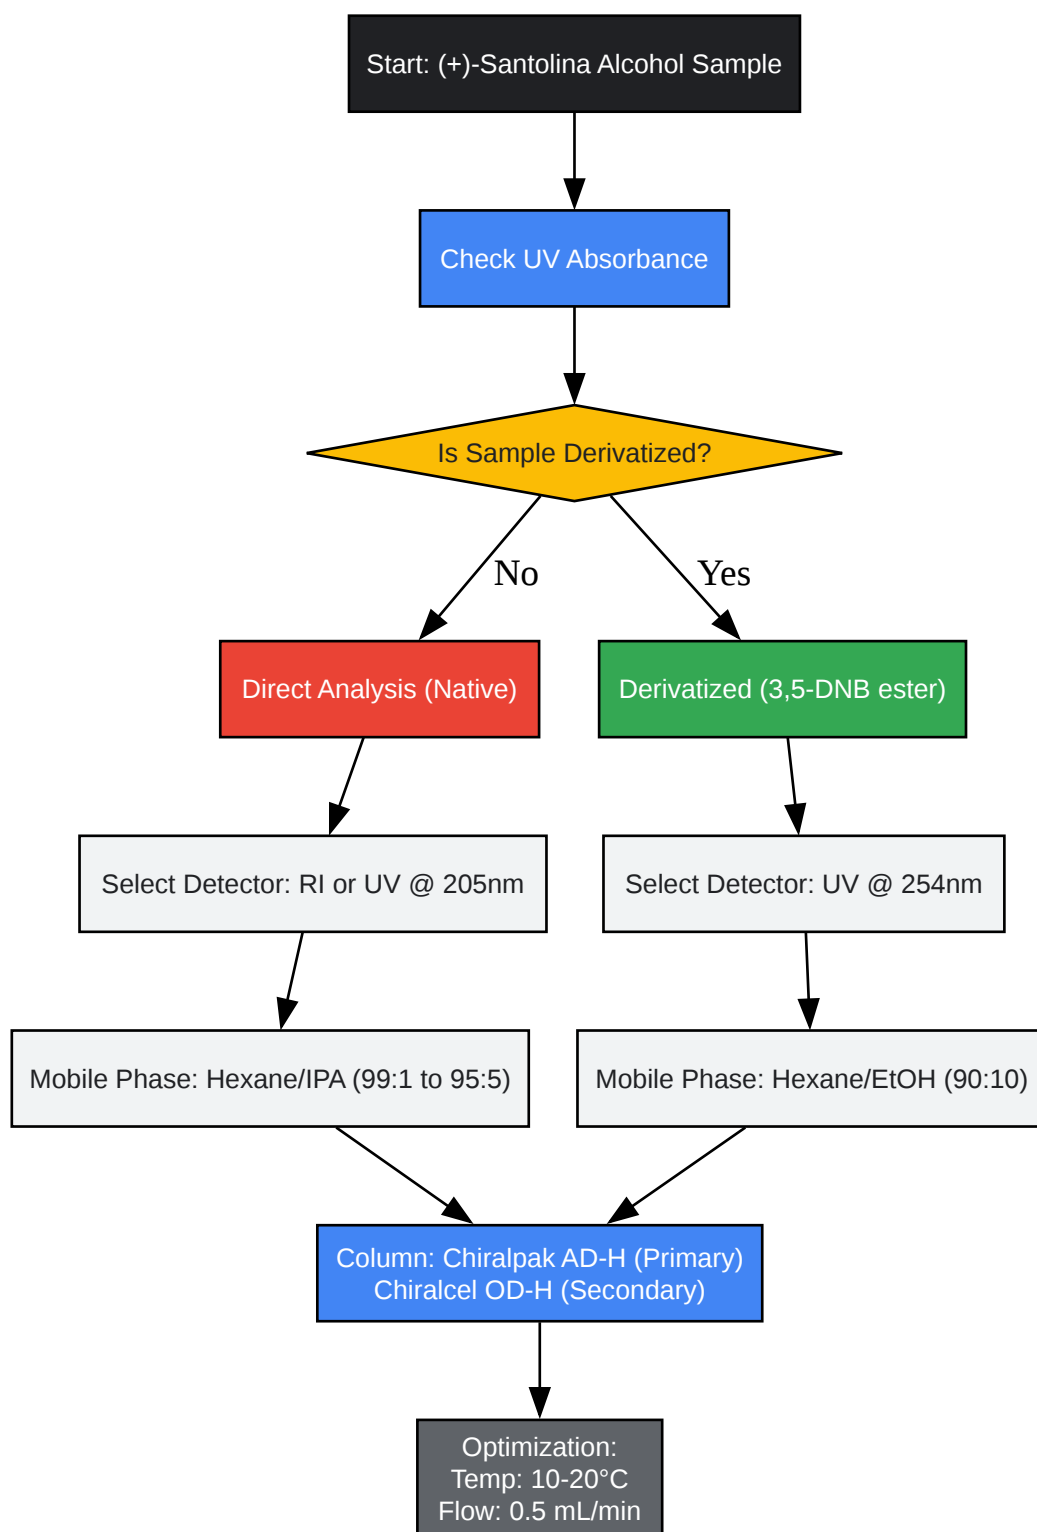 Start: (+)-Santolina Alcohol Sample
Check UV Absorbance
Is Sample Derivatized?
No
Yes
Direct Analysis (Native)
Derivatized (3,5-DNB ester)
Select Detector: RI or UV @ 205nm
Select Detector: UV @ 254nm
Mobile Phase: Hexane/IPA (99:1 to 95:5)
Mobile Phase: Hexane/EtOH (90:10)
Column: Chiralpak AD-H (Primary)
Chiralcel OD-H (Secondary)
Optimization:
Temp: 10-20°C
Flow: 0.5 mL/min